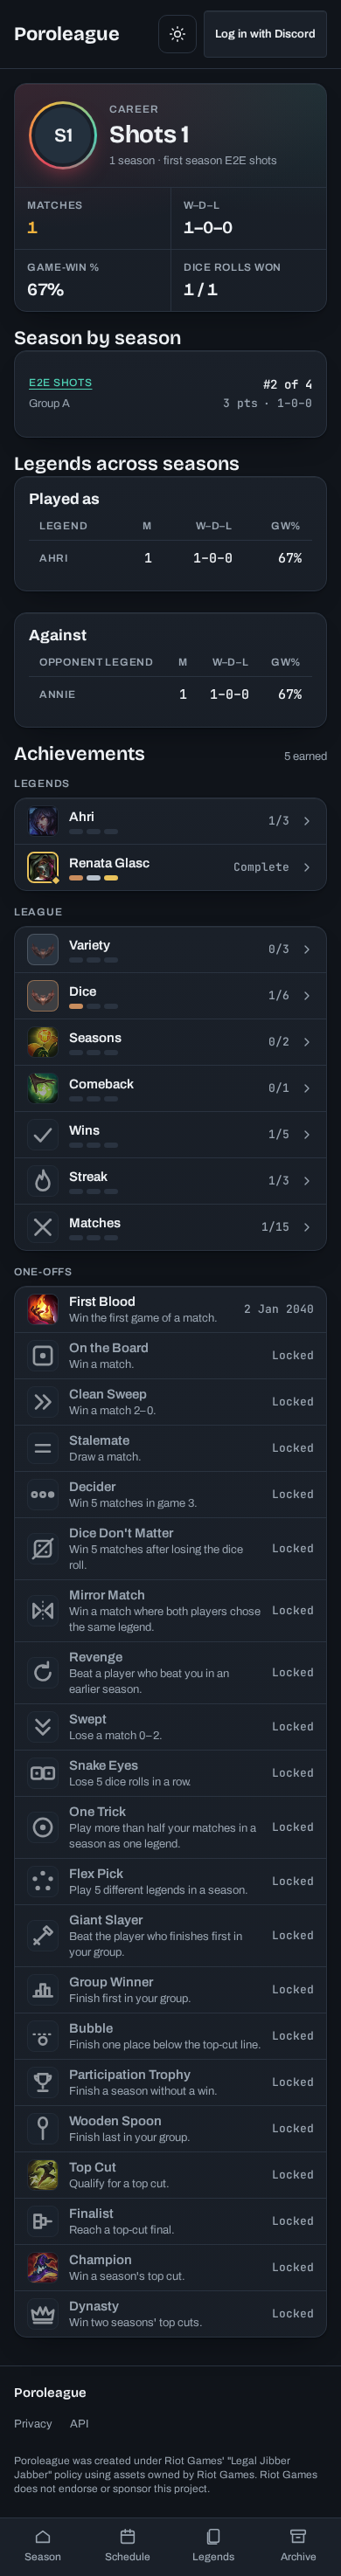 Poroleague
Log in with Discord
S1
CAREER
Shots 1
1 season · first season E2E shots
MATCHES
1
W–D–L
1–0–0
GAME-WIN %
67%
DICE ROLLS WON
1 / 1
Season by season
E2E SHOTS
#2 of 4
Group A
3 pts · 1–0–0
Legends across seasons
Played as
LEGEND M W–D–L GW%
AHRI 1 1–0–0 67%
Against
OPPONENT LEGEND M W–D–L GW%
ANNIE 1 1–0–0 67%
Achievements
5 earned
LEGENDS
Ahri
1/3
Renata Glasc
Complete
LEAGUE
Variety
0/3
Dice
1/6
Seasons
0/2
Comeback
0/1
Wins
1/5
Streak
1/3
Matches
1/15
ONE-OFFS
First Blood
Win the first game of a match.
2 Jan 2040
On the Board
Win a match.
Locked
Clean Sweep
Win a match 2–0.
Locked
Stalemate
Draw a match.
Locked
Decider
Win 5 matches in game 3.
Locked
Dice Don't Matter
Win 5 matches after losing the dice
roll.
Locked
Mirror Match
Win a match where both players chose
the same legend.
Locked
Revenge
Beat a player who beat you in an
earlier season.
Locked
Swept
Lose a match 0–2.
Locked
Snake Eyes
Lose 5 dice rolls in a row.
Locked
One Trick
Play more than half your matches in a
season as one legend.
Locked
Flex Pick
Play 5 different legends in a season.
Locked
Giant Slayer
Beat the player who finishes first in
your group.
Locked
Group Winner
Finish first in your group.
Locked
Bubble
Finish one place below the top-cut line.
Locked
Participation Trophy
Finish a season without a win.
Locked
Wooden Spoon
Finish last in your group.
Locked
Top Cut
Qualify for a top cut.
Locked
Finalist
Reach a top-cut final.
Locked
Champion
Win a season's top cut.
Locked
Dynasty
Win two seasons' top cuts.
Locked
Poroleague
Privacy API
Poroleague was created under Riot Games' "Legal Jibber
Jabber" policy using assets owned by Riot Games. Riot Games
does not endorse or sponsor this project.
Season Schedule Legends Archive